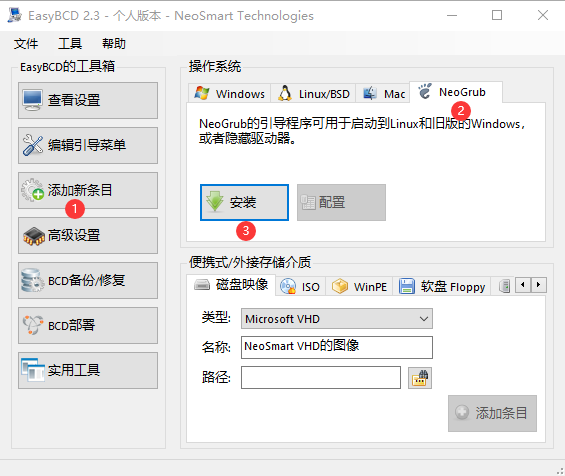 EasyBCD 2.3 - 个人版本 - NeoSmart Technologies
文件 工具 帮助
EasyBCD的工具箱
查看设置
编辑引导菜单
添加新条目
1
高级设置
BCD备份/修复
BCD部署
实用工具
操作系统
Windows Linux/BSD Mac NeoGrub
2
NeoGrub的引导程序可用于启动到Linux和旧版的Windows，
或者隐藏驱动器。
安装 配置
3
便携式/外接存储介质
磁盘映像 ISO WinPE 软盘 Floppy
类型: Microsoft VHD
名称: NeoSmart VHD的图像
路径:
添加条目